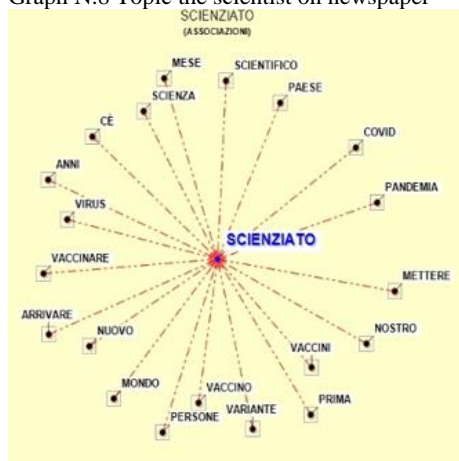 Graph N.8 Topic the scientist on newspaper
SCIENZIATO
(ASSOCIAZIONI)
MESE
SCIENTIFICO
SCIENZA
PAESE
CÈ
COVID
ANNI
PANDEMIA
VIRUS
SCIENZIATO
VACCINARE
METTERE
ARRIVARE
NUOVO
NOSTRO
VACCINI
MONDO
VACCINO
PERSONE
VARIANTE
PRIMA